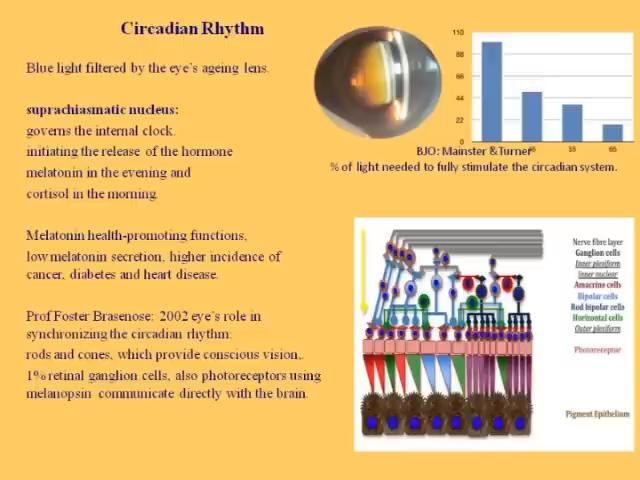 Circadian Rhythm
Blue light filtered by the eye's ageing lens.
suprachiasmatic nucleus:
governs the internal clock.
initiating the release of the hormone
melatonin in the evening and
cortisol in the morning.
Melatonin health-promoting functions,
low melatonin secretion, higher incidence of
cancer, diabetes and heart disease.
Prof Foster Brasenose: 2002 eye's role in
synchronizing the circadian rhythm:
rods and cones, which provide conscious vision,.
1% retinal ganglion cells, also photoreceptors using
melanopsin communicate directly with the brain.
110
88
66
44
22
0
35
65
BJO: Mainster &Turner
% of light needed to fully stimulate the circadian system.
Nerve fibre layer
Ganglion cells
Inner plexiform
Inner nuclear
Amacrine cells
Bipolar cells
Rod bipolar cells
Horizontal cells
Outer plexiform
Photoreceptor
Pigment Epithelium